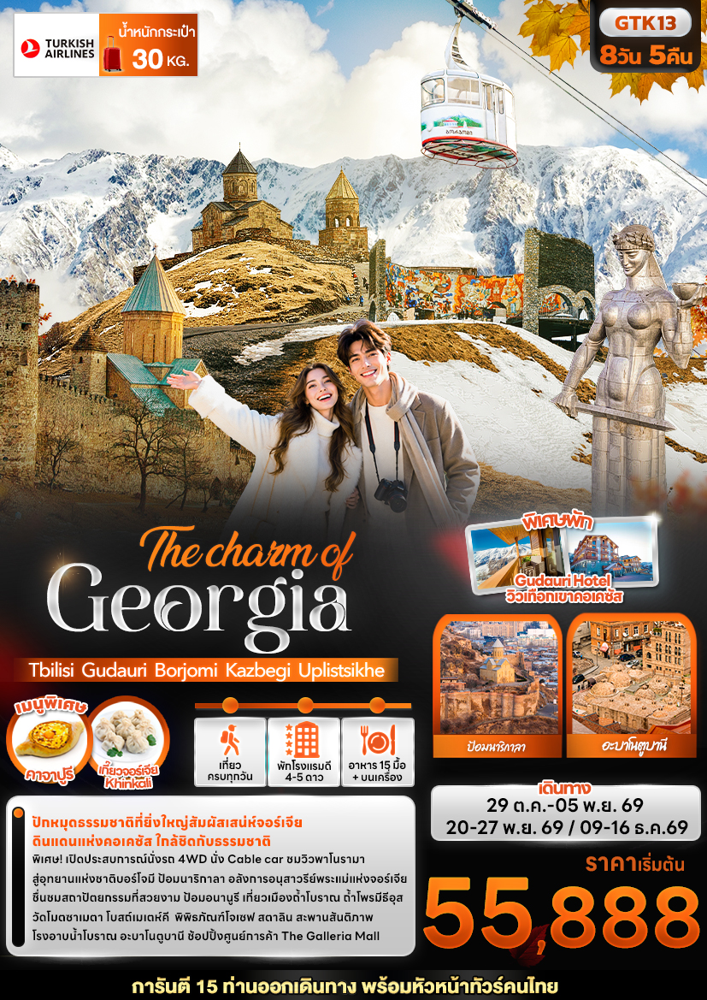 TURKISH
AIRLINES
น้ำหนักกระเป๋า
30 KG.
GTK13
8วัน 5คืน
ბორჯომი
The charm of
Georgia
Tbilisi Gudauri Borjomi Kazbegi Uplistsikhe
พิเศษพัก
Gudauri Hotel
วิวเทือกเขาคอเคซัส
ป้อมนาริกาลา
อะบาโนตูบานี
เมนูพิเศษ
คาจาปุรี
เกี๊ยวจอร์เจีย
Khinkali
เที่ยว
ครบทุกวัน
พักโรงแรมดี
4-5 ดาว
อาหาร 15 มื้อ
+ บนเครื่อง
เดินทาง
29 ต.ค.-05 พ.ย. 69
20-27 พ.ย. 69 / 09-16 ธ.ค.69
ปักหมุดธรรมชาติที่ยิ่งใหญ่สัมผัสเสน่ห์จอร์เจีย
ดินแดนแห่งคอเคซัส ใกล้ชิดกับธรรมชาติ
พิเศษ! เปิดประสบการณ์นั่งรถ 4WD นั่ง Cable car ชมวิวพาโนรามา
สู่อุทยานแห่งชาติบอร์โจมี ป้อมนาริกาลา อลังการอนุสาวรีย์พระแม่แห่งจอร์เจีย
ชื่นชมสถาปัตยกรรมที่สวยงาม ป้อมอนานูรี เที่ยวเมืองถ้ำโบราณ ถ้ำโพรมีธีอุส
วัดโมตซาเมตา โบสถ์เมเตห์คี พิพิธภัณฑ์โจเซฟ สตาลิน สะพานสันติภาพ
โรงอาบน้ำโบราณ อะบาโนตูบานี ช้อปปิ้งศูนย์การค้า The Galleria Mall
ราคาเริ่มต้น
55,888
การันตี 15 ท่านออกเดินทาง พร้อมหัวหน้าทัวร์คนไทย